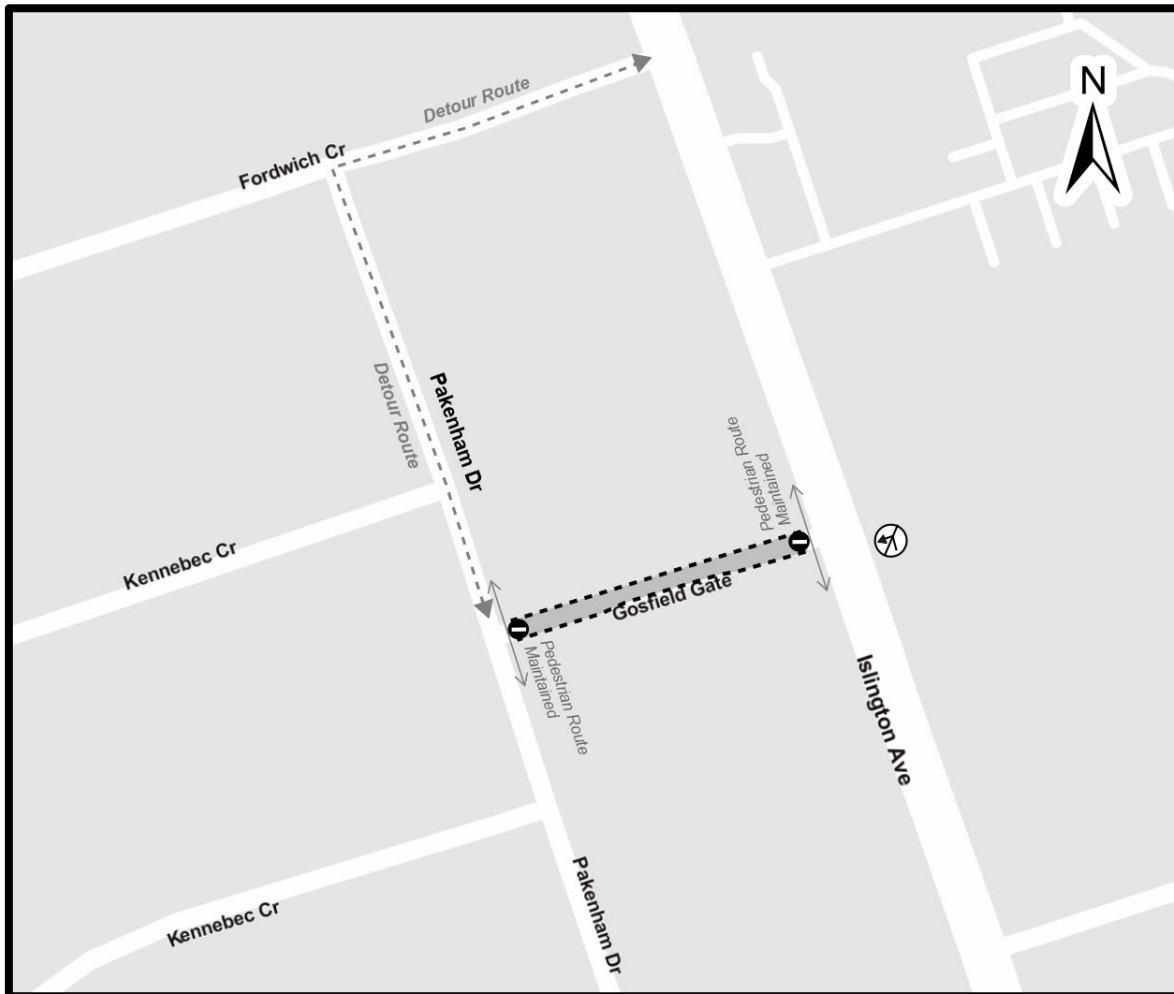 N
Detour Route
Fordwich Cr
Detour Route
Pakenham Dr
Pedestrian Route
Maintained
Kennebec Cr
Gosfield Gate
Pedestrian Route
Maintained
Islington Ave
Kennebec Cr
Pakenham Dr